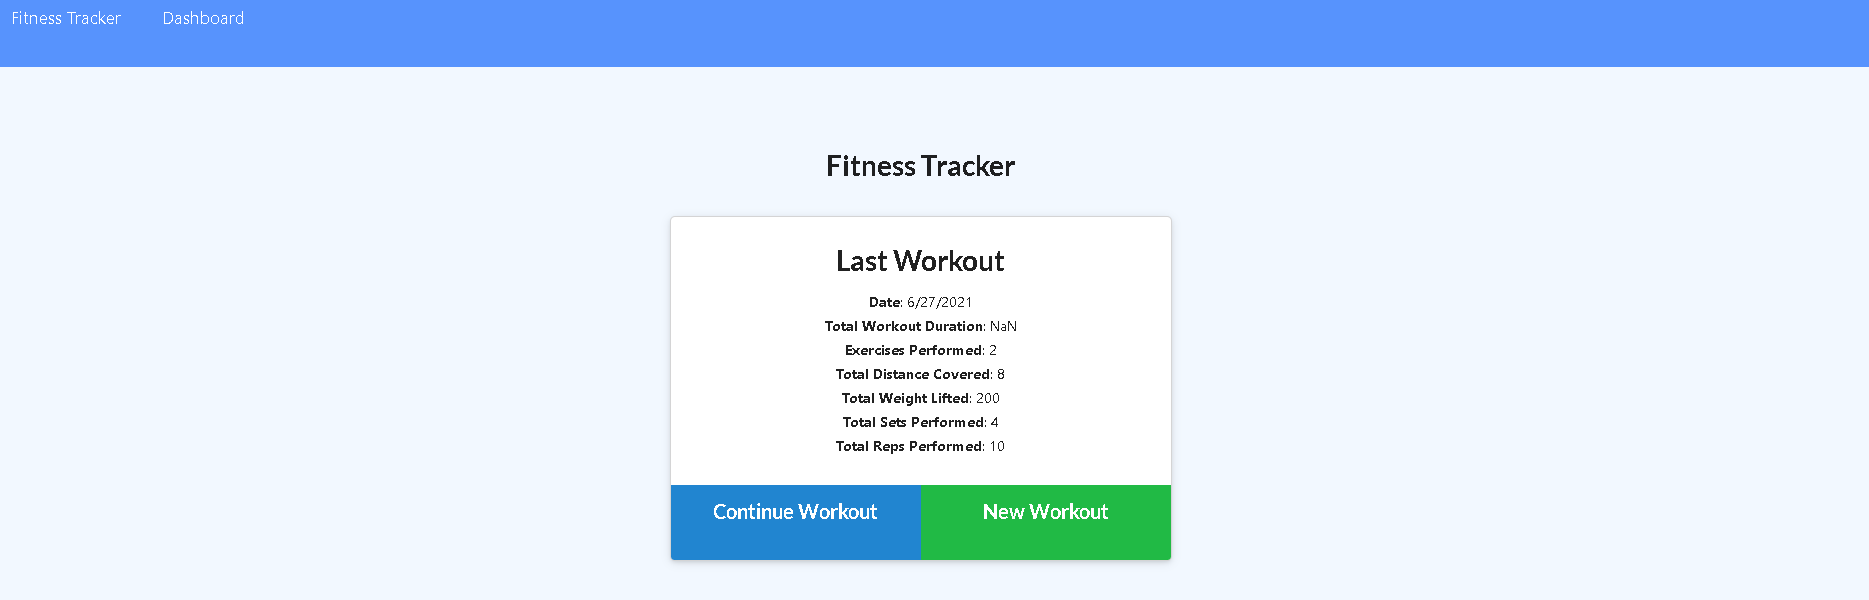 Fitness Tracker Dashboard
Fitness Tracker
Last Workout
Date: 6/27/2021
Total Workout Duration: NaN
Exercises Performed: 2
Total Distance Covered: 8
Total Weight Lifted: 200
Total Sets Performed: 4
Total Reps Performed: 10
Continue Workout New Workout